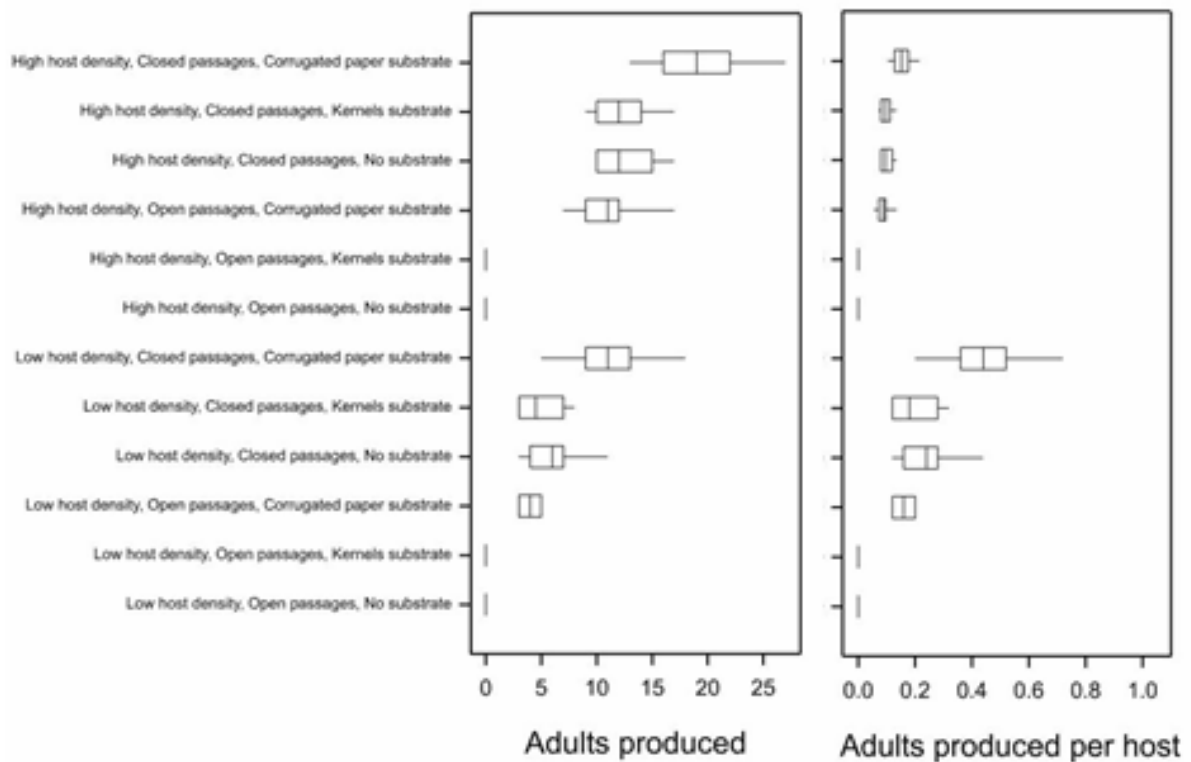 High host density, Closed passages, Corrugated paper substrate
High host density, Closed passages, Kernels substrate
High host density, Closed passages, No substrate
High host density, Open passages, Corrugated paper substrate
High host density, Open passages, Kernels substrate
High host density, Open passages, No substrate
Low host density, Closed passages, Corrugated paper substrate
Low host density, Closed passages, Kernels substrate
Low host density, Closed passages, No substrate
Low host density, Open passages, Corrugated paper substrate
Low host density, Open passages, Kernels substrate
Low host density, Open passages, No substrate
0 5 10 15 20 25
Adults produced
0.0 0.2 0.4 0.6 0.8 1.0
Adults produced per host